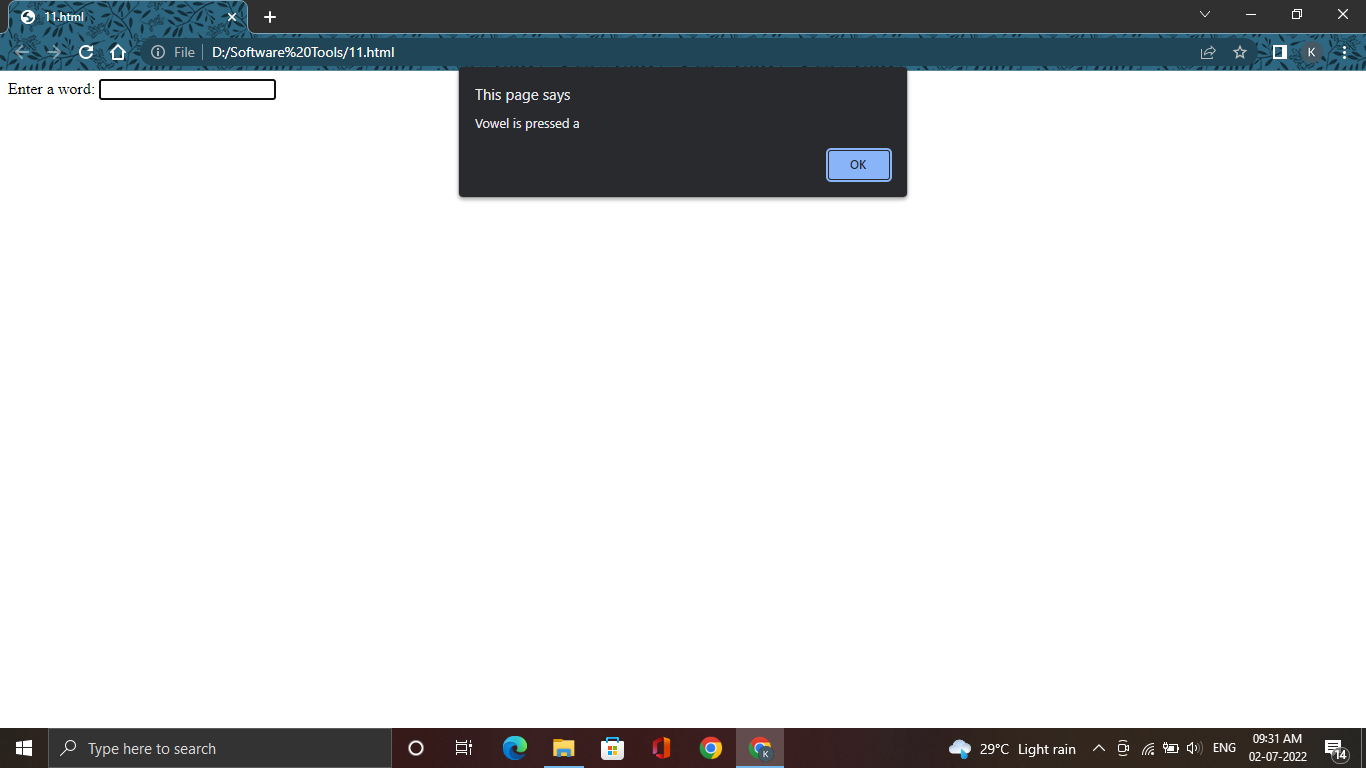 11.html
File D:/Software%20Tools/11.html
K
Enter a word:
This page says
Vowel is pressed a
OK
Type here to search
K
29°C Light rain
ENG
09:31 AM
02-07-2022
14